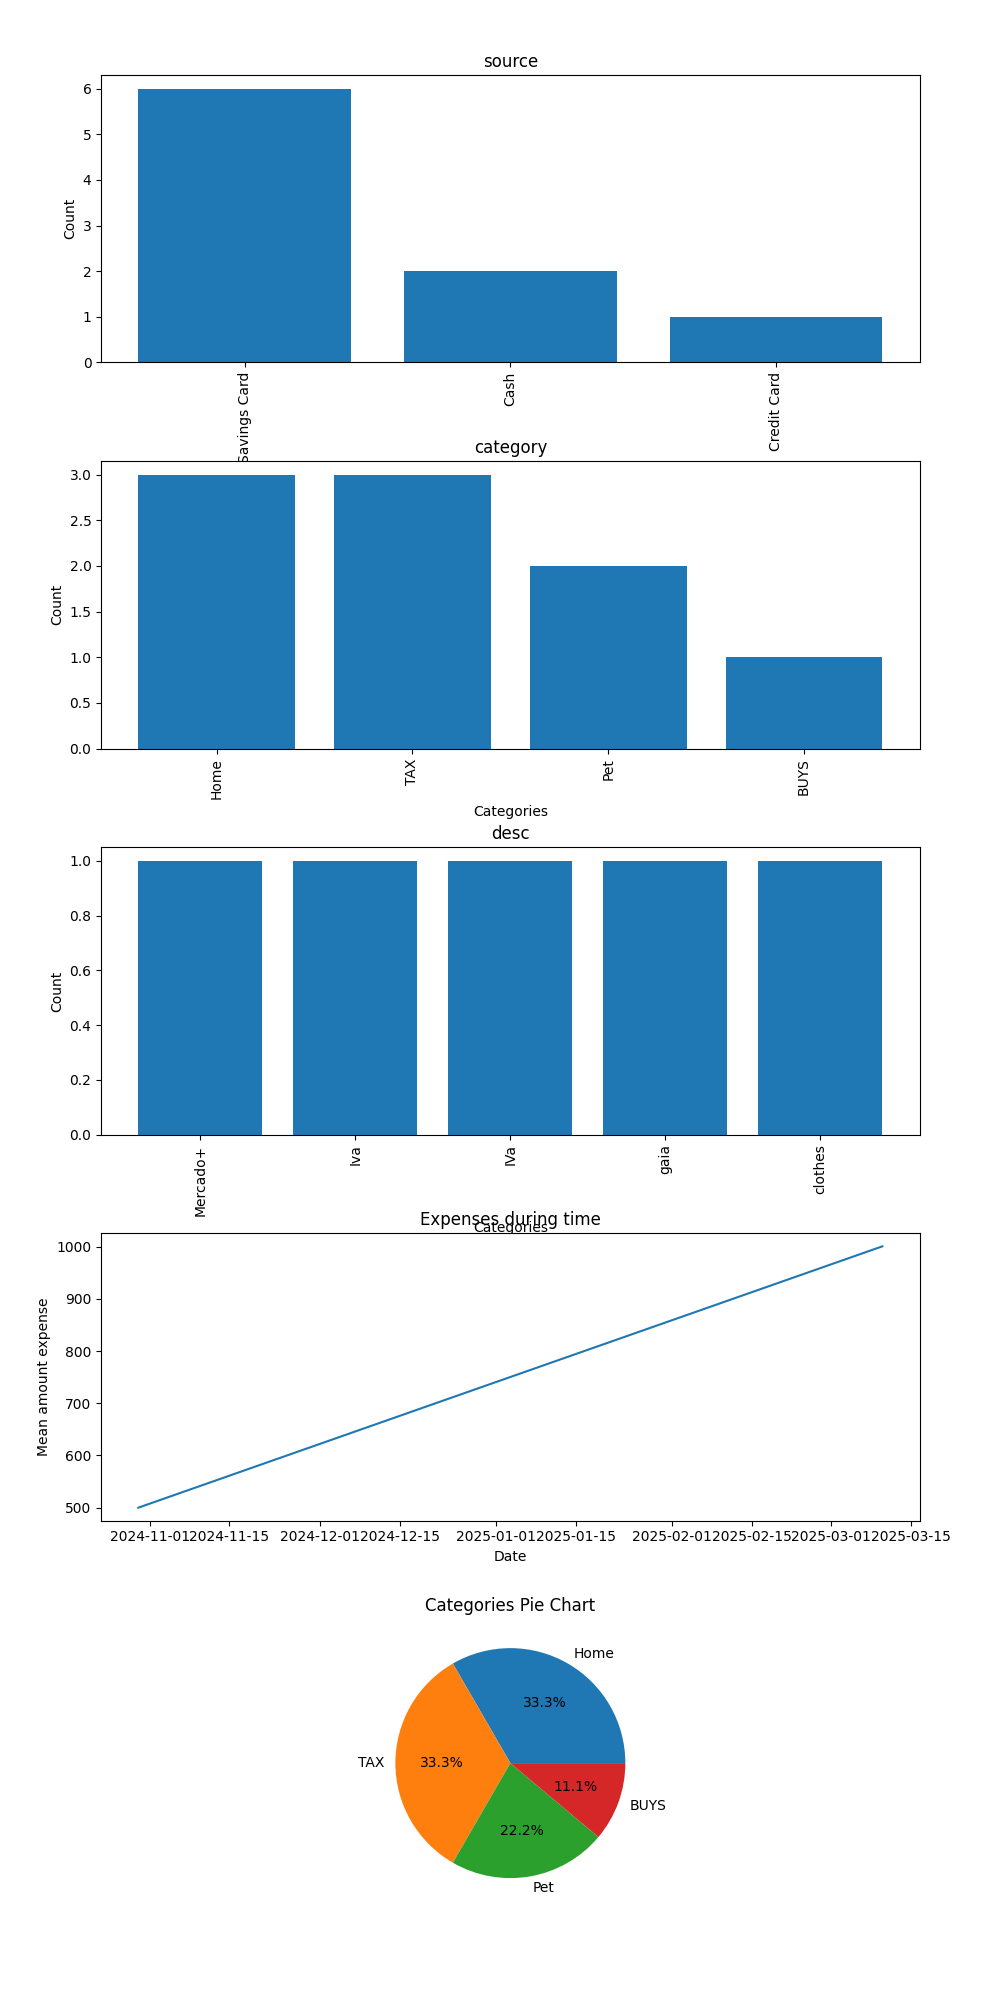 source
6
5
4
3
2
1
0
Count
Savings Card
Cash
Credit Card
category
3.0
2.5
2.0
1.5
1.0
0.5
0.0
Count
Home
TAX
Pet
BUYS
Categories
desc
1.0
0.8
0.6
0.4
0.2
0.0
Count
Mercado+
Iva
IVa
gaia
clothes
Categories
Expenses during time
1000
900
800
700
600
500
Mean amount expense
2024-11-01
2024-11-15
2024-12-01
2024-12-15
2025-01-01
2025-01-15
2025-02-01
2025-02-15
2025-03-01
2025-03-15
Date
Categories Pie Chart
Home
33.3%
TAX
33.3%
11.1%
BUYS
22.2%
Pet